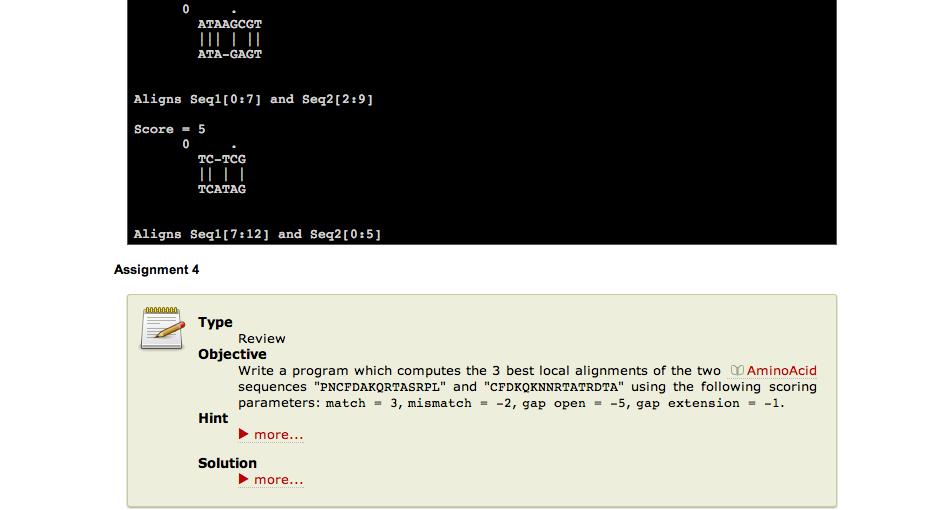 0       .
ATAAGCGT
||| | ||
ATA-GAGT
Aligns Seq1[0:7] and Seq2[2:9]
Score = 5
0       .
TC-TCG
|| | |
TCATAG
Aligns Seq1[7:12] and Seq2[0:5]
Assignment 4
Type
Review
Objective
Write a program which computes the 3 best local alignments of the two AminoAcid
sequences "PNCFDAKQRTASRPL" and "CFDKQKNNRTATRDTA" using the following scoring
parameters: match = 3, mismatch = -2, gap open = -5, gap extension = -1.
Hint
more...
Solution
more...